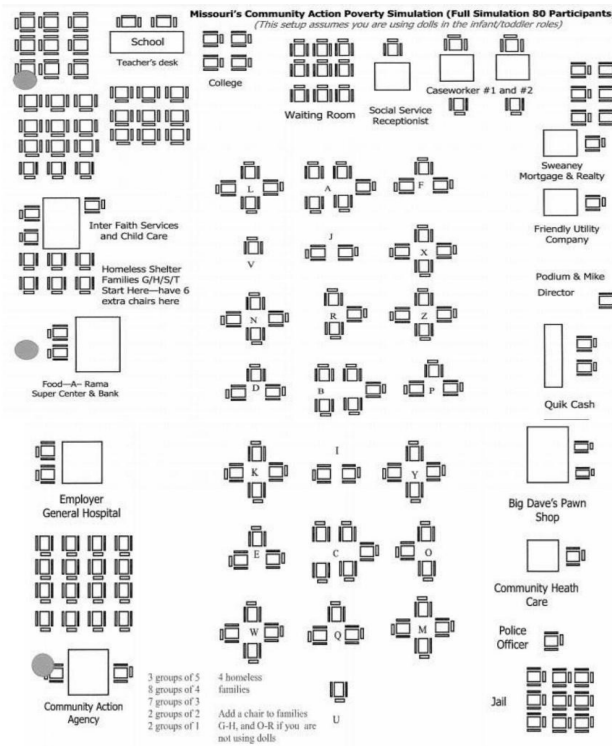 Missouri's Community Action Poverty Simulation (Full Simulation 80 Participants
(This setup assumes you are using dolls in the infant/toddler roles)
School
Teacher's desk
College
Waiting Room
Social Service
Receptionist
Caseworker #1 and #2
Sweaney
Mortgage & Realty
L
A
F
Inter Faith Services
and Child Care
Friendly Utility
Company
J
V
X
Homeless Shelter
Families G/H/S/T
Start Here—have 6
extra chairs here
Podium & Mike
Director
N
R
Z
Food—A– Rama
Super Center & Bank
D
B
P
Quik Cash
I
K
Y
Employer
General Hospital
Big Dave's Pawn
Shop
E
C
O
Community Heath
Care
W
Q
M
Police
Officer
Community Action
Agency
3 groups of 5
8 groups of 4
7 groups of 3
2 groups of 2
2 groups of 1
4 homeless
families
Add a chair to families
G-H, and O-R if you are
not using dolls
U
Jail